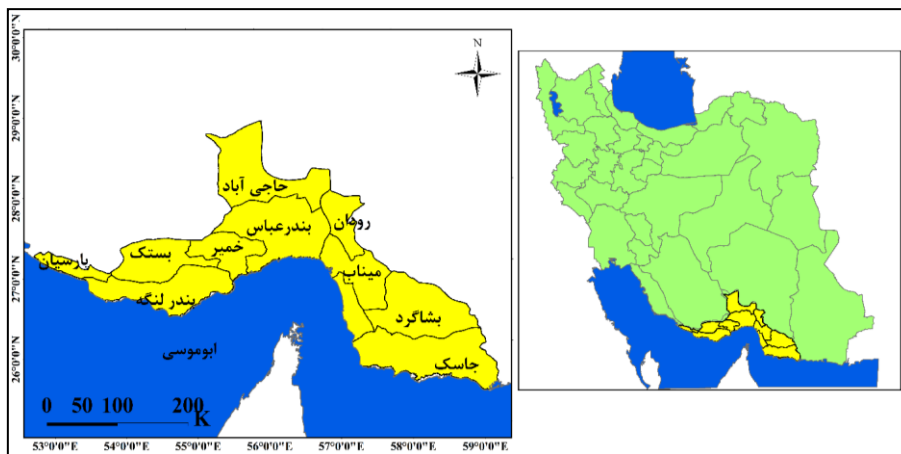 30°0'0"N
29°0'0"N
28°0'0"N
27°0'0"N
26°0'0"N
N
حاجی آباد
رودان
بندرعباس
خمیر
بستک
پارسیان
میناب
بندر لنگه
بشاگرد
ابوموسی
جاسک
0 50 100 200
K
53°0'0"E 54°0'0"E 55°0'0"E 56°0'0"E 57°0'0"E 58°0'0"E 59°0'0"E